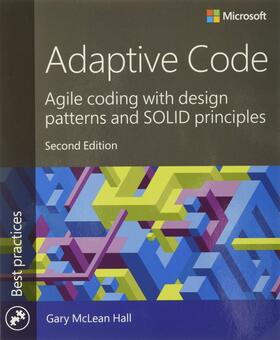 Microsoft
Adaptive Code
Agile coding with design
patterns and SOLID principles
Second Edition
Best practices
Gary McLean Hall